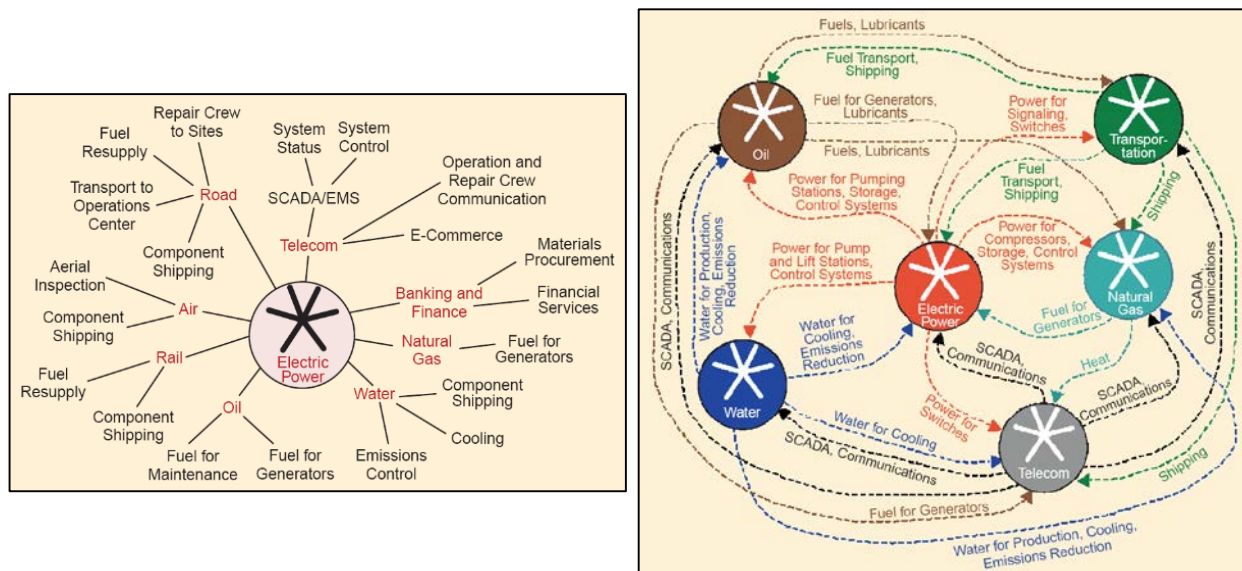 Repair Crew
to Sites
Fuel
Resupply
Transport to
Operations
Center
Road
Component
Shipping
System
Status
System
Control
SCADA/EMS
Telecom
Operation and
Repair Crew
Communication
E-Commerce
Materials
Procurement
Banking and
Finance
Financial
Services
Natural
Gas
Fuel for
Generators
Water
Component
Shipping
Cooling
Emissions
Control
Aerial
Inspection
Air
Component
Shipping
Rail
Fuel
Resupply
Component
Shipping
Oil
Fuel for
Maintenance
Fuel for
Generators
Electric
Power
Fuels, Lubricants
Fuel Transport,
Shipping
Fuel for Generators,
Lubricants
Power for
Signaling,
Switches
Oil
Transpor-
tation
Fuels, Lubricants
Power for Pumping
Stations, Storage,
Control Systems
Fuel
Transport,
Shipping
Shipping
Power for
Compressors,
Storage, Control
Systems
Power for Pump
and Lift Stations,
Control Systems
SCADA, Communications
Water for Production,
Cooling, Emissions
Reduction
SCADA,
Communications
Electric
Power
Natural
Gas
Fuel for
Generators
Water for
Cooling,
Emissions
Reduction
SCADA,
Communications
Heat
SCADA,
Communications
Water
Water for Cooling
Power for
Switches
SCADA, Communications
Telecom
Shipping
Fuel for Generators
Water for Production, Cooling,
Emissions Reduction